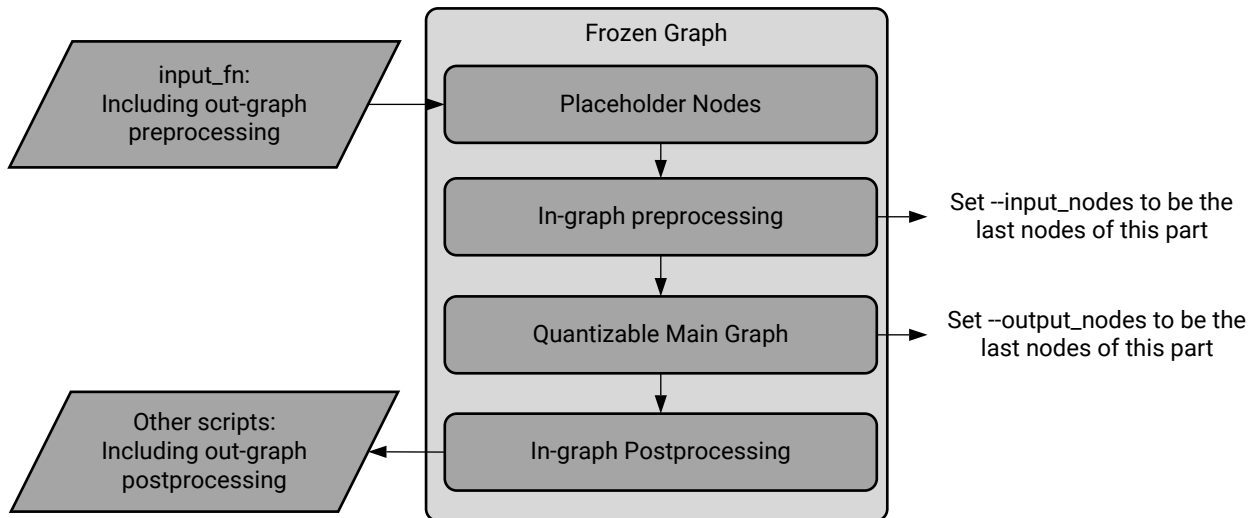 Frozen Graph
input_fn:
Including out-graph
preprocessing
Placeholder Nodes
In-graph preprocessing
Set --input_nodes to be the
last nodes of this part
Quantizable Main Graph
Set --output_nodes to be the
last nodes of this part
Other scripts:
Including out-graph
postprocessing
In-graph Postprocessing